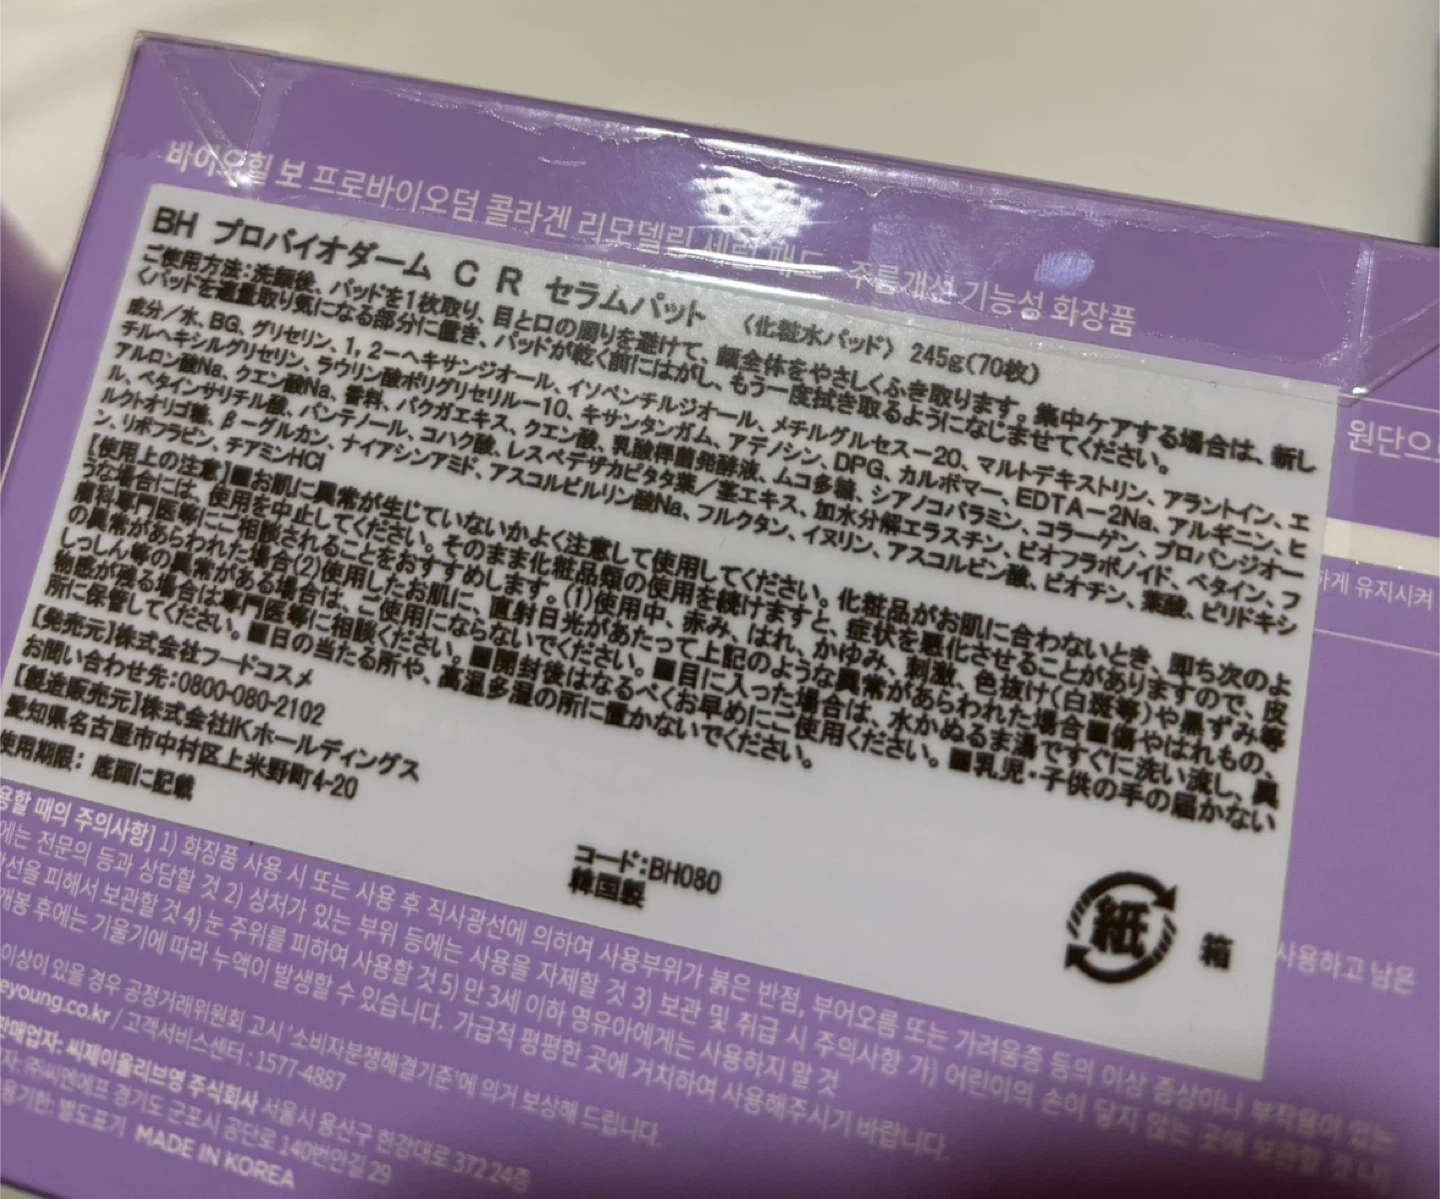 바이오힐 보 프로바이오덤 콜라겐 리모델링 세럼 패드 주름개선 기능성 화장품
BH プロバイオダーム C R セラムパット 〈化粧水パッド〉 245g(70枚)
ご使用方法:洗顔後、パッドを1枚取り、目と口の周りを避けて、顔全体をやさしくふき取ります。集中ケアする場合は、新し
くパッドを適量取り気になる部分に置き、パッドが乾く前にはがし、もう一度拭き取るようになじませてください。
成分/水、BG、グリセリン、1,2-ヘキサンジオール、イソペンチルジオール、メチルグルセス-20、マルトデキストリン、アラントイン、エ
チルヘキシルグリセリン、ラウリン酸ポリグリセリル-10、キサンタンガム、アデノシン、DPG、カルボマー、EDTA-2Na、アルギニン、ヒ
アルロン酸Na、クエン酸Na、香料、バクガエキス、クエン酸、乳酸桿菌発酵液、ムコ多糖、シアノコバラミン、コラーゲン、プロパンジオー
ル、ベタインサリチル酸、パンテノール、コハク酸、レスペデザカピタタ葉/茎エキス、加水分解エラスチン、ビオフラボノイド、ベタイン、フ
ルクトオリゴ糖、β-グルカン、ナイアシンアミド、アスコルビルリン酸Na、フルクタン、イヌリン、アスコルビン酸、ビオチン、葉酸、ピリドキシ
ン、リボフラビン、チアミンHCl
【使用上の注意】■お肌に異常が生じていないかよく注意して使用してください。化粧品がお肌に合わないとき、即ち次のよ
うな場合には、使用を中止してください。そのまま化粧品類の使用を続けますと、症状を悪化させることがありますので、皮
膚科専門医等にご相談されることをおすすめします。(1)使用中、赤み、はれ、かゆみ、刺激、色抜け(白斑等)や黒ずみ等
の異常があらわれた場合(2)使用したお肌に、直射日光があたって上記のような異常があらわれた場合■傷やはれもの、
しっしん等の異常がある場合は、ご使用にならないでください。■目に入った場合は、水かぬるま湯ですぐに洗い流し、異
物感が残る場合は専門医等に相談ください。■開封後はなるべくお早めにご使用ください。■乳児・子供の手の届かない
所に保管してください。■日の当たる所や、高温多湿の所に置かないでください。
【発売元】株式会社フードコスメ
お問い合わせ先:0800-080-2102
【製造販売元】株式会社IKホールディングス
愛知県名古屋市中村区上米野町4-20
使用期限: 底面に記載
コード:BH080
韓国製
紙 箱
원단으로
하게 유지시켜
사용하고 남은
용할 때의 주의사항] 1) 화장품 사용 시 또는 사용 후 직사광선에 의하여 사용부위가 붉은 반점, 부어오름 또는 가려움증 등의 이상 증상이나 부작용이 있는
에는 전문의 등과 상담할 것 2) 상처가 있는 부위 등에는 사용을 자제할 것 3) 보관 및 취급 시 주의사항 가) 어린이의 손이 닿지 않는 곳에 보관할 것
광선을 피해서 보관할 것 4) 눈 주위를 피하여 사용할 것 5) 만 3세 이하 영유아에게는 사용하지 말 것
개봉 후에는 기울기에 따라 누액이 발생할 수 있습니다. 가급적 평평한 곳에 거치하여 사용해주시기 바랍니다.
이상이 있을 경우 공정거래위원회 고시 '소비자분쟁해결기준'에 의거 보상해 드립니다.
eyoung.co.kr / 고객서비스센터 : 1577-4887
판매업자: 씨제이올리브영 주식회사 서울시 용산구 한강대로 372 24층
자: ㈜씨엔에프 경기도 군포시 공단로 140번안길 29
용기한: 별도표기 MADE IN KOREA